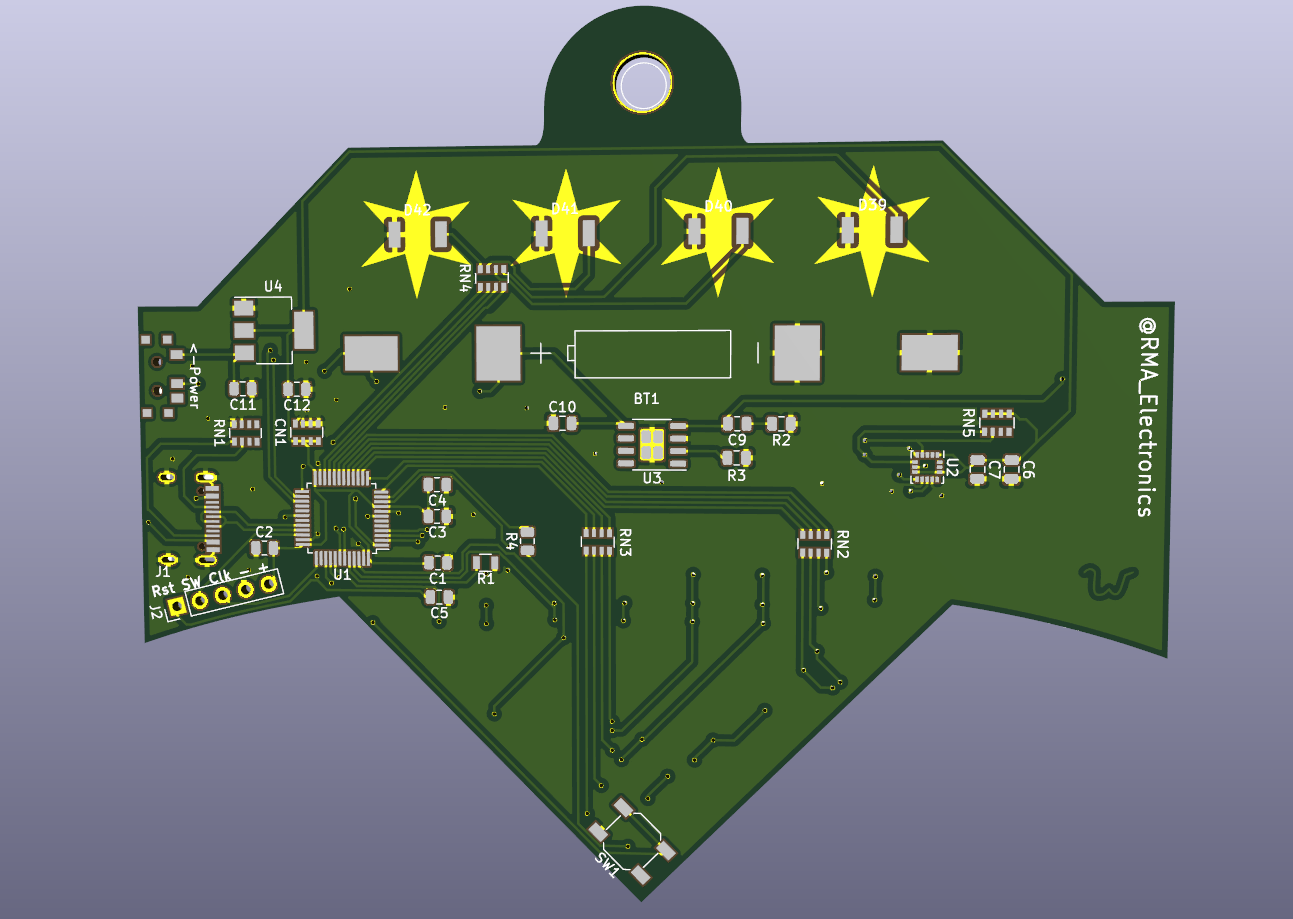 D42
D41
D40
D39
RN4
U4
@RMA_Electronics
<-Power
+
-
BT1
C11
C12
C10
C9
R2
RN5
RN1
CN1
U3
R3
U2
C7
C6
C4
C3
C2
R4
RN3
RN2
J1
U1
C1
R1
Rst SW Clk - +
J2
C5
SW1